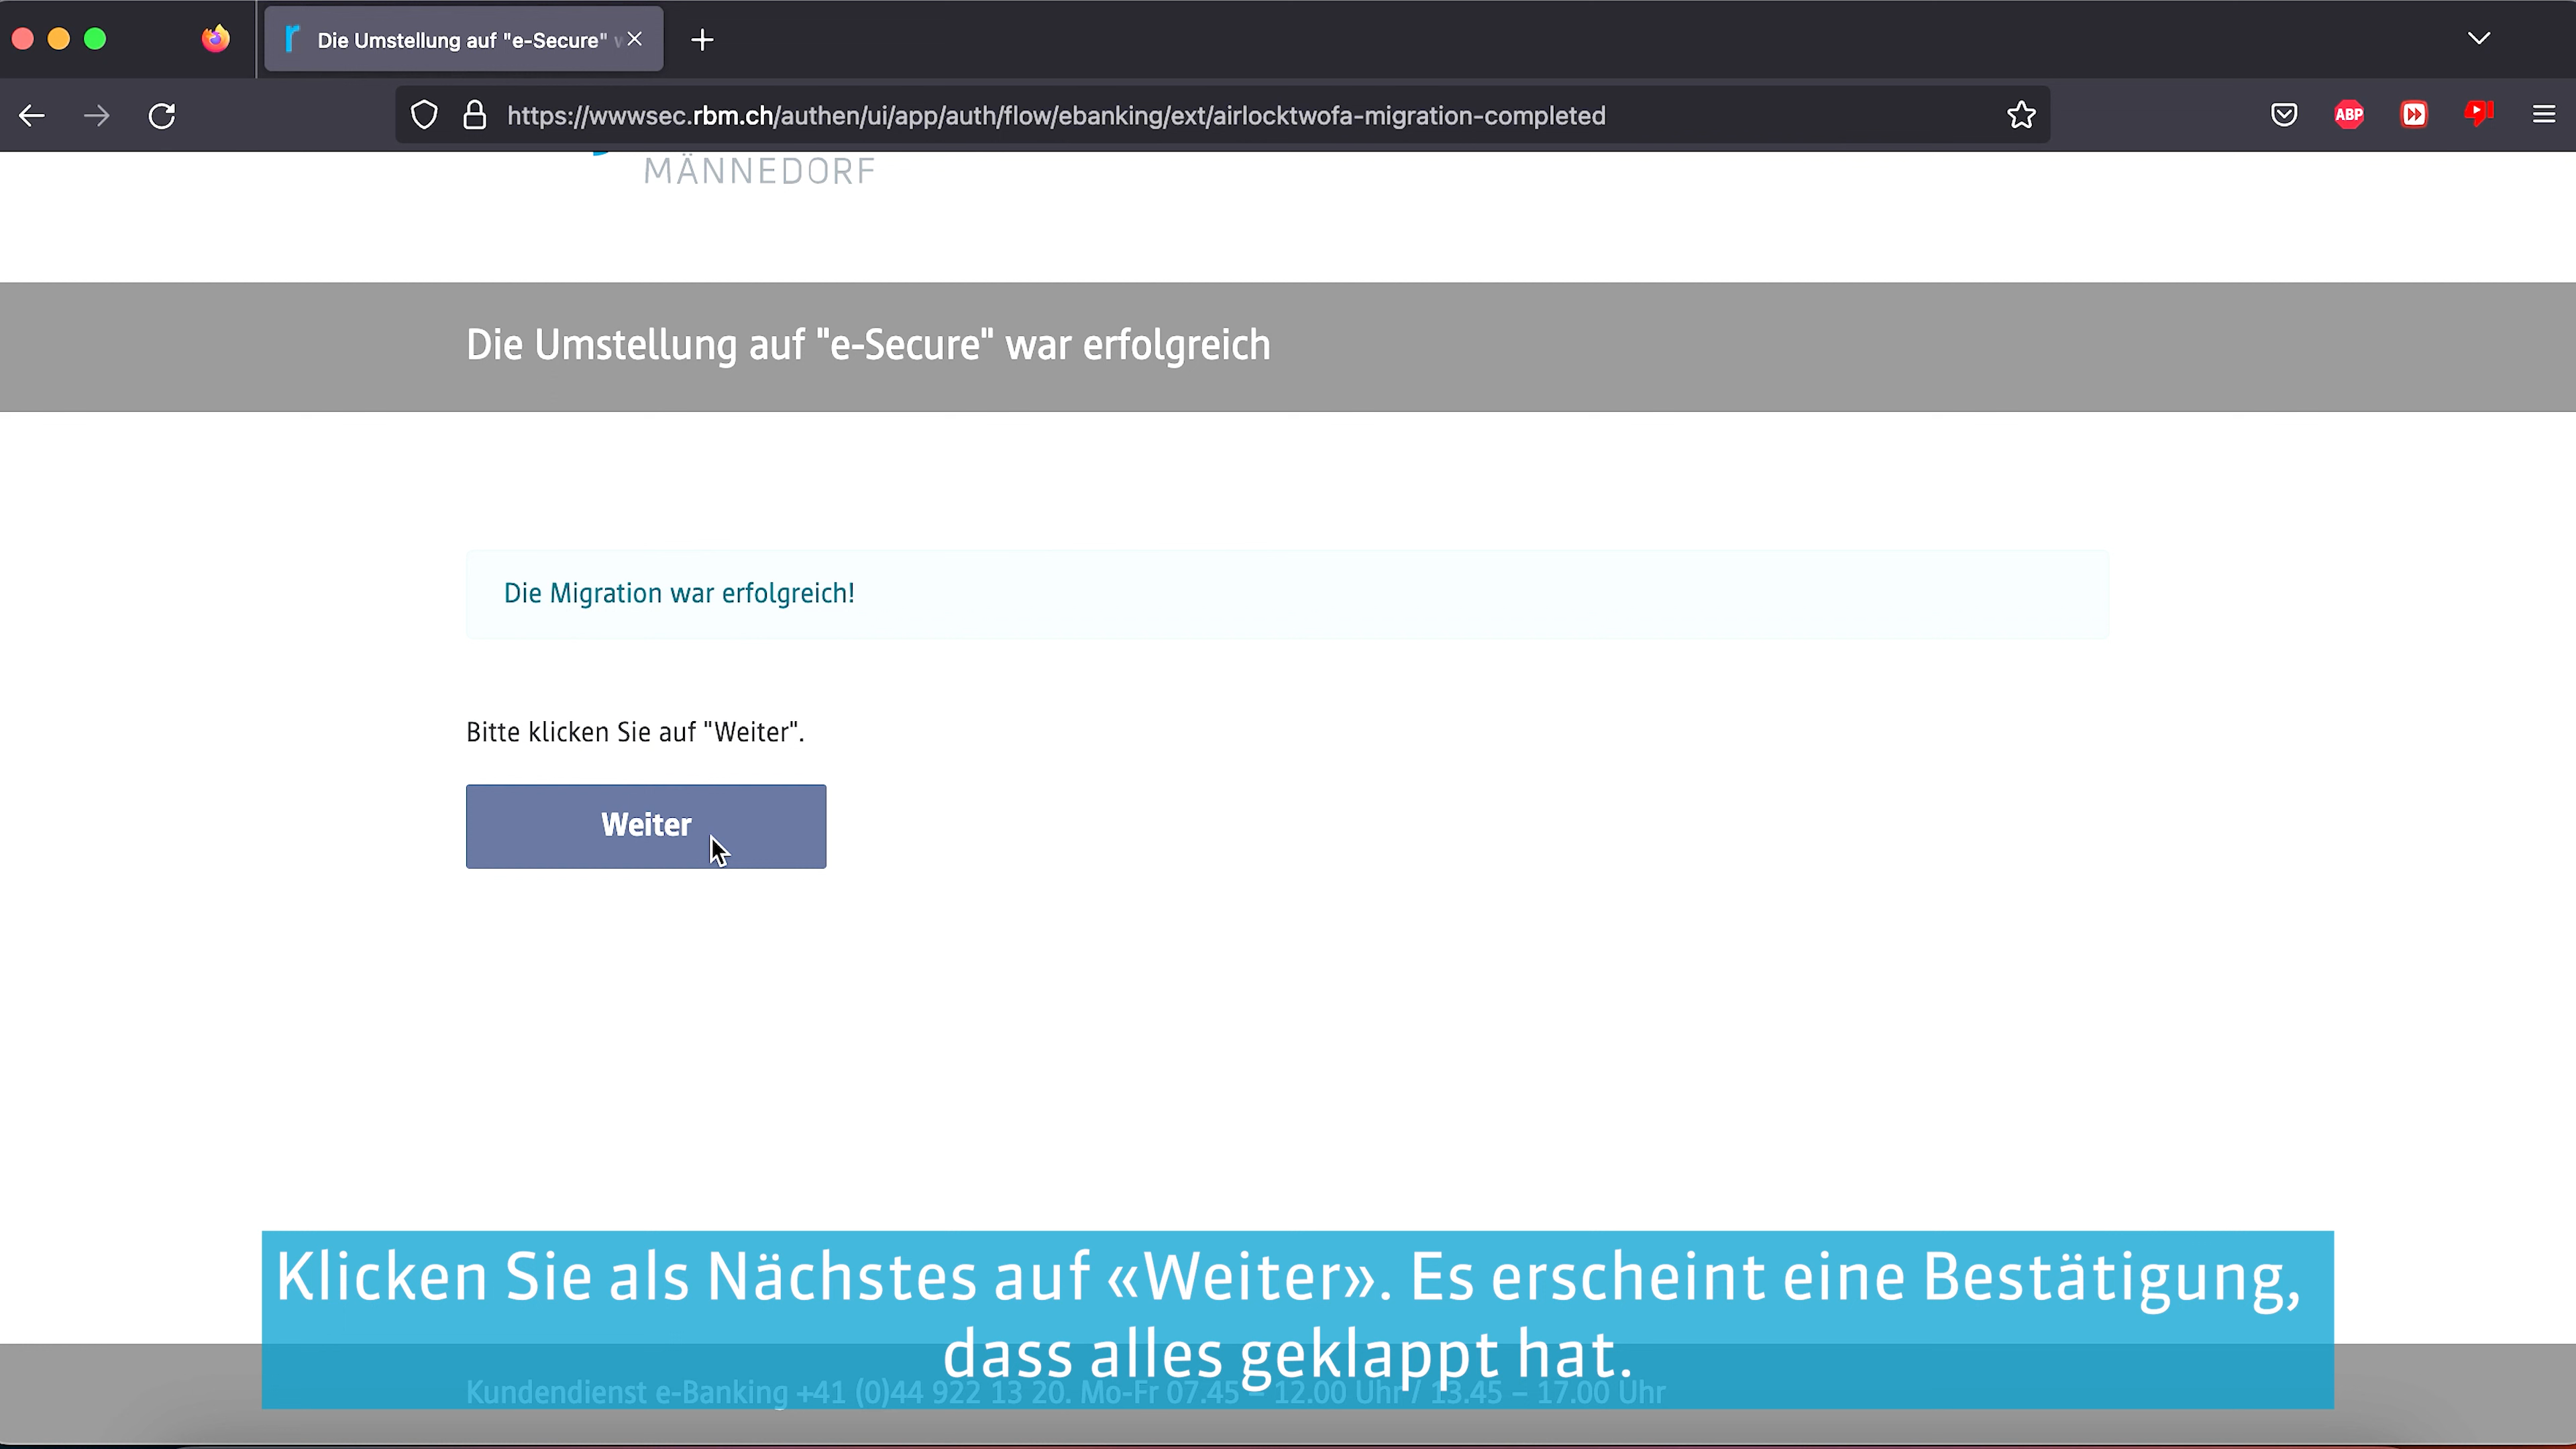 Die Umstellung auf "e-Secure"
https://wwwsec.rbm.ch/authen/ui/app/auth/flow/ebanking/ext/airlocktwofa-migration-completed
ABP
MÄNNEDORF
Die Umstellung auf "e-Secure" war erfolgreich
Die Migration war erfolgreich!
Bitte klicken Sie auf "Weiter".
Weiter
Klicken Sie als Nächstes auf «Weiter». Es erscheint eine Bestätigung,
dass alles geklappt hat.
Kundendienst e-Banking +41 (0)44 922 13 20. Mo-Fr 07.45 – 12.00 Uhr / 13.45 – 17.00 Uhr